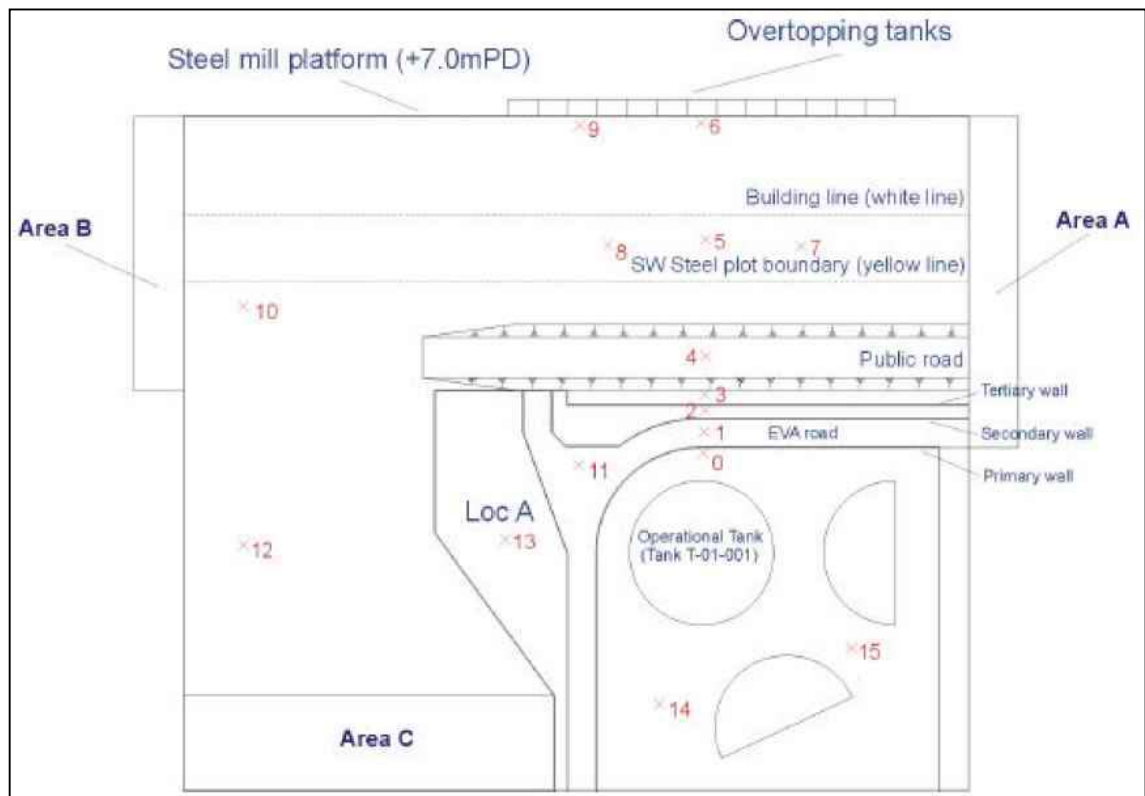 Overtopping tanks
Steel mill platform (+7.0mPD)
9
6
Building line (white line)
Area B
Area A
8
5
7
SW Steel plot boundary (yellow line)
10
4
Public road
3
Tertiary wall
2
1
EVA road
Secondary wall
0
Primary wall
11
Loc A
13
12
Operational Tank
(Tank T-01-001)
15
14
Area C